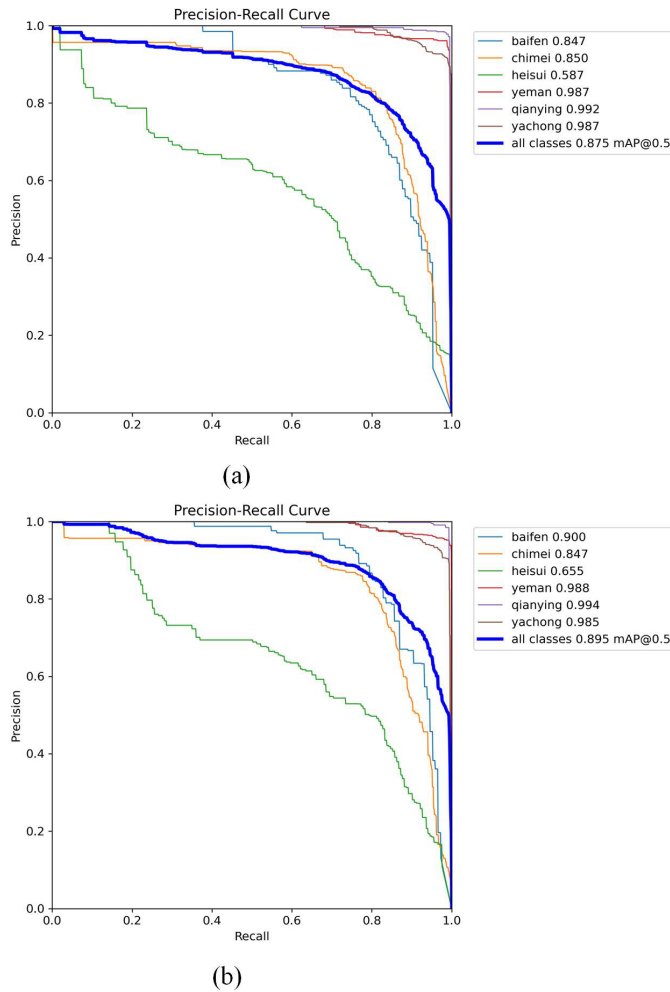 Precision-Recall Curve
1.0
0.8
0.6
0.4
0.2
0.0
Precision
0.0 0.2 0.4 0.6 0.8 1.0
Recall
baifen 0.847
chimei 0.850
heisui 0.587
yeman 0.987
qianying 0.992
yachong 0.987
all classes 0.875 mAP@0.5
(a)
Precision-Recall Curve
1.0
0.8
0.6
0.4
0.2
0.0
Precision
0.0 0.2 0.4 0.6 0.8 1.0
Recall
baifen 0.900
chimei 0.847
heisui 0.655
yeman 0.988
qianying 0.994
yachong 0.985
all classes 0.895 mAP@0.5
(b)